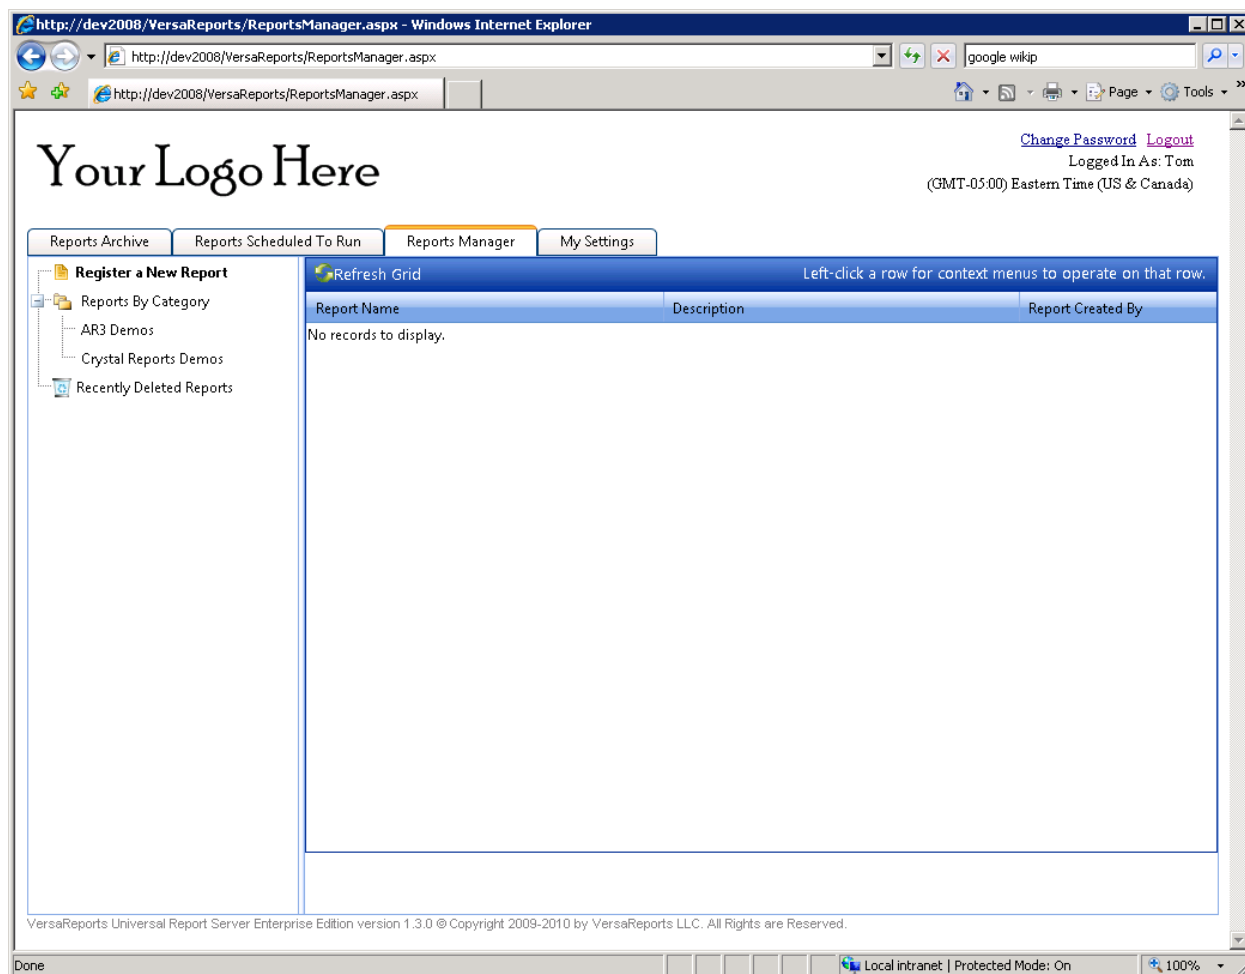 http://dev2008/VersaReports/ReportsManager.aspx - Windows Internet Explorer
http://dev2008/VersaReports/ReportsManager.aspx
google wikip
http://dev2008/VersaReports/ReportsManager.aspx
Page
Tools
Your Logo Here
Change Password Logout
Logged In As: Tom
(GMT-05:00) Eastern Time (US & Canada)
Reports Archive
Reports Scheduled To Run
Reports Manager
My Settings
Register a New Report
Reports By Category
AR3 Demos
Crystal Reports Demos
Recently Deleted Reports
Refresh Grid
Left-click a row for context menus to operate on that row.
Report Name
Description
Report Created By
No records to display.
VersaReports Universal Report Server Enterprise Edition version 1.3.0 © Copyright 2009-2010 by VersaReports LLC. All Rights are Reserved.
Done
Local intranet | Protected Mode: On
100%